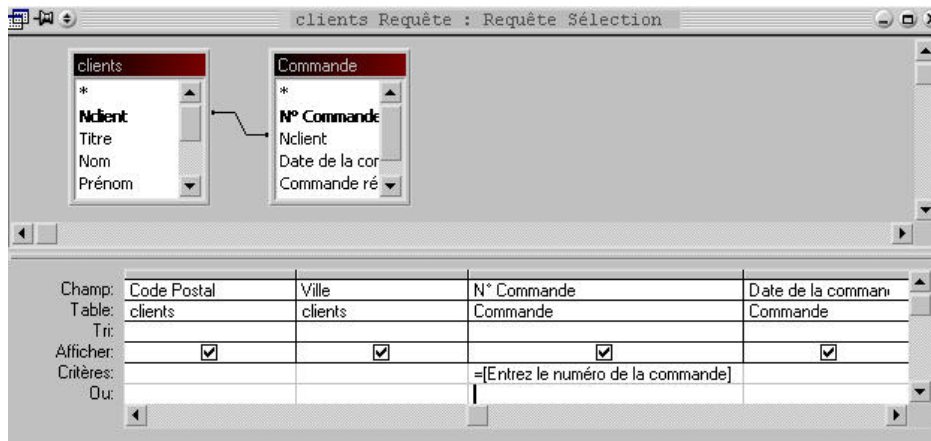 clients Requête : Requête Sélection
clients Commande
* *
Nclient N° Commande
Titre Nclient
Nom Date de la cor
Prénom Commande ré
Champ: Code Postal Ville N° Commande Date de la comman
Table: clients clients Commande Commande
Tri:
Afficher:
Critères: =[Entrez le numéro de la commande]
Ou: